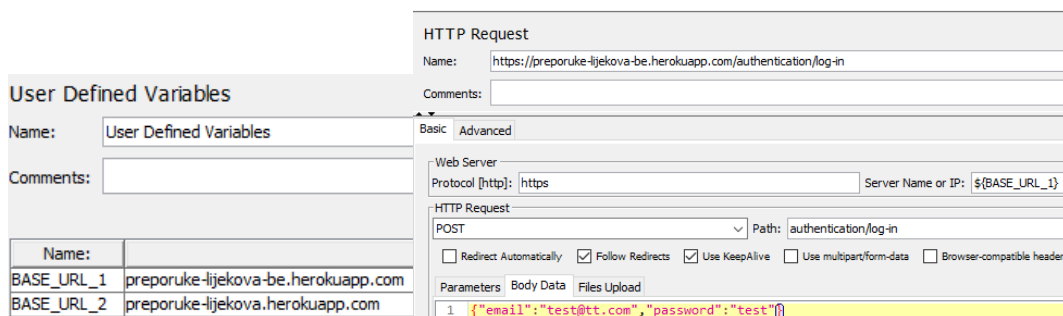 User Defined Variables
Name: User Defined Variables
Comments:
Name:
BASE_URL_1 preporuke-lijekova-be.herokuapp.com
BASE_URL_2 preporuke-lijekova.herokuapp.com
HTTP Request
Name: https://preporuke-lijekova-be.herokuapp.com/authentication/log-in
Comments:
Basic Advanced
Web Server
Protocol [http]: https Server Name or IP: ${BASE_URL_1}
HTTP Request
POST Path: authentication/log-in
Redirect Automatically Follow Redirects Use KeepAlive Use multipart/form-data Browser-compatible header
Parameters Body Data Files Upload
1 {"email":"test@tt.com","password":"test"}